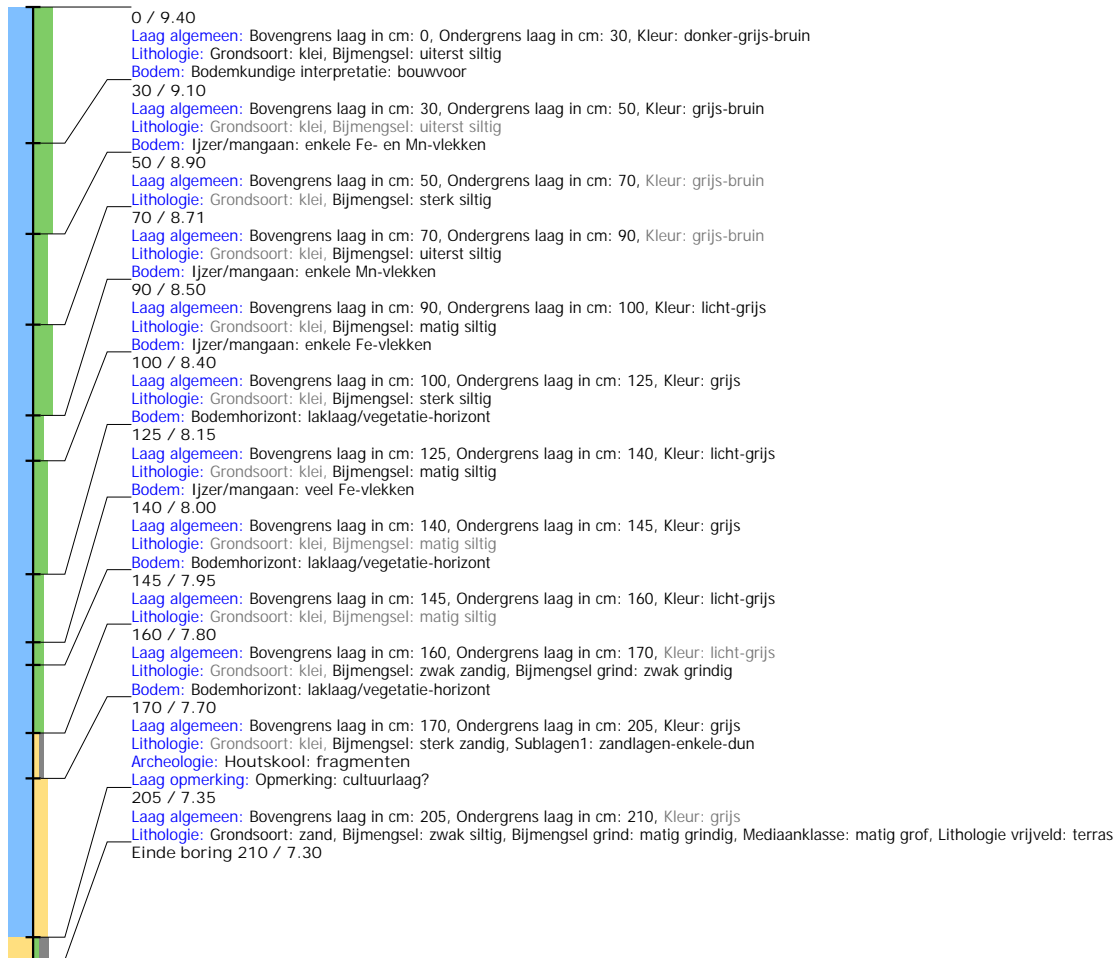 0 / 9.40
Laag algemeen: Bovengrens laag in cm: 0, Ondergrens laag in cm: 30, Kleur: donker-grijs-bruin
Lithologie: Grondsoort: klei, Bijmengsel: uiterst siltig
Bodem: Bodemkundige interpretatie: bouwvoor
30 / 9.10
Laag algemeen: Bovengrens laag in cm: 30, Ondergrens laag in cm: 50, Kleur: grijs-bruin
Lithologie: Grondsoort: klei, Bijmengsel: uiterst siltig
Bodem: Ijzer/mangaan: enkele Fe- en Mn-vlekken
50 / 8.90
Laag algemeen: Bovengrens laag in cm: 50, Ondergrens laag in cm: 70, Kleur: grijs-bruin
Lithologie: Grondsoort: klei, Bijmengsel: sterk siltig
70 / 8.71
Laag algemeen: Bovengrens laag in cm: 70, Ondergrens laag in cm: 90, Kleur: grijs-bruin
Lithologie: Grondsoort: klei, Bijmengsel: uiterst siltig
Bodem: Ijzer/mangaan: enkele Mn-vlekken
90 / 8.50
Laag algemeen: Bovengrens laag in cm: 90, Ondergrens laag in cm: 100, Kleur: licht-grijs
Lithologie: Grondsoort: klei, Bijmengsel: matig siltig
Bodem: Ijzer/mangaan: enkele Fe-vlekken
100 / 8.40
Laag algemeen: Bovengrens laag in cm: 100, Ondergrens laag in cm: 125, Kleur: grijs
Lithologie: Grondsoort: klei, Bijmengsel: sterk siltig
Bodem: Bodemhorizont: laklaag/vegetatie-horizont
125 / 8.15
Laag algemeen: Bovengrens laag in cm: 125, Ondergrens laag in cm: 140, Kleur: licht-grijs
Lithologie: Grondsoort: klei, Bijmengsel: matig siltig
Bodem: Ijzer/mangaan: veel Fe-vlekken
140 / 8.00
Laag algemeen: Bovengrens laag in cm: 140, Ondergrens laag in cm: 145, Kleur: grijs
Lithologie: Grondsoort: klei, Bijmengsel: matig siltig
Bodem: Bodemhorizont: laklaag/vegetatie-horizont
145 / 7.95
Laag algemeen: Bovengrens laag in cm: 145, Ondergrens laag in cm: 160, Kleur: licht-grijs
Lithologie: Grondsoort: klei, Bijmengsel: matig siltig
160 / 7.80
Laag algemeen: Bovengrens laag in cm: 160, Ondergrens laag in cm: 170, Kleur: licht-grijs
Lithologie: Grondsoort: klei, Bijmengsel: zwak zandig, Bijmengsel grind: zwak grindig
Bodem: Bodemhorizont: laklaag/vegetatie-horizont
170 / 7.70
Laag algemeen: Bovengrens laag in cm: 170, Ondergrens laag in cm: 205, Kleur: grijs
Lithologie: Grondsoort: klei, Bijmengsel: sterk zandig, Sublagen1: zandlagen-enkele-dun
Archeologie: Houtskool: fragmenten
Laag opmerking: Opmerking: cultuurlaag?
205 / 7.35
Laag algemeen: Bovengrens laag in cm: 205, Ondergrens laag in cm: 210, Kleur: grijs
Lithologie: Grondsoort: zand, Bijmengsel: zwak siltig, Bijmengsel grind: matig grindig, Mediaanklasse: matig grof, Lithologie vrijveld: terras
Einde boring 210 / 7.30